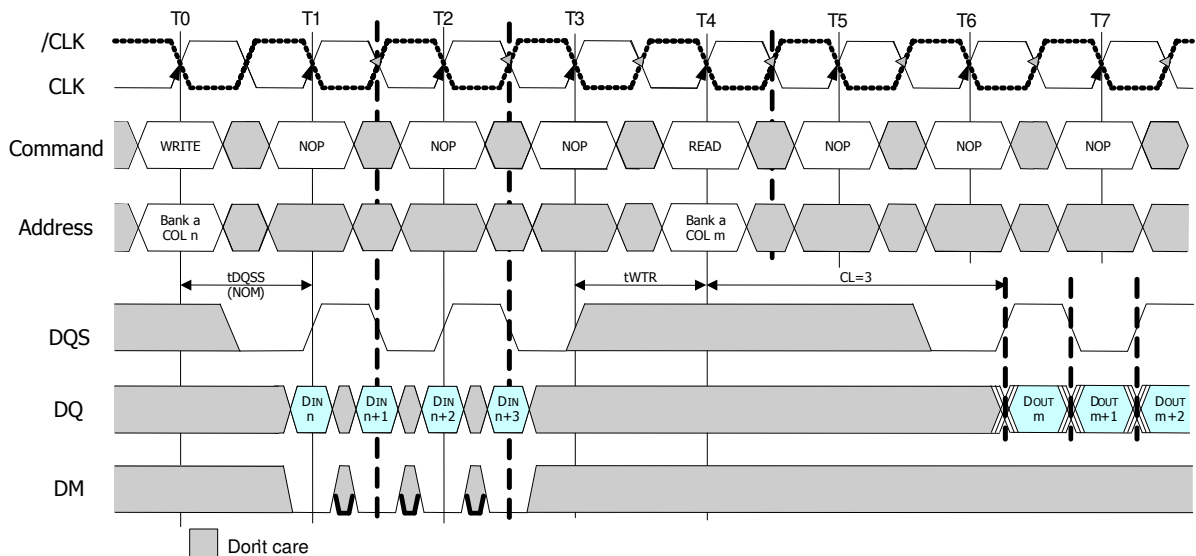 T0 T1 T2 T3 T4 T5 T6 T7
/CLK
CLK
Command WRITE NOP NOP NOP READ NOP NOP NOP
Address Bank a COL n Bank a COL m
tDQSS (NOM) tWTR CL=3
DQS
DQ DIN n DIN n+1 DIN n+2 DIN n+3 DOUT m DOUT m+1 DOUT m+2
DM
Don't care